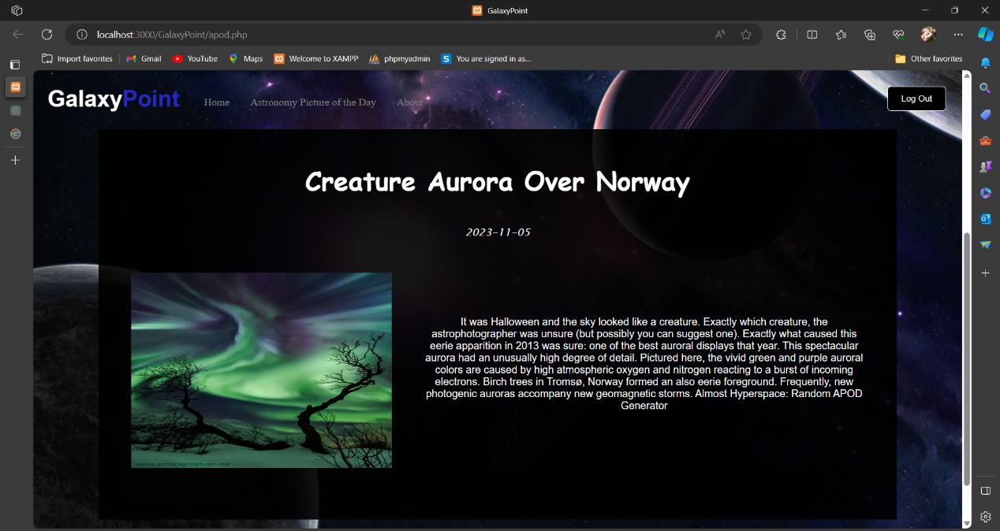 GalaxyPoint
localhost:3000/GalaxyPoint/apod.php
Import favorites
Gmail
YouTube
Maps
Welcome to XAMPP
phpmyadmin
S
You are signed in as...
Other favorites
GalaxyPoint
Home
Astronomy Picture of the Day
About
Log Out
Creature Aurora Over Norway
2023-11-05
It was Halloween and the sky looked like a creature. Exactly which creature, the
astrophotographer was unsure (but possibly you can suggest one). Exactly what caused this
eerie apparition in 2013 was sure: one of the best auroral displays that year. This spectacular
aurora had an unusually high degree of detail. Pictured here, the vivid green and purple auroral
colors are caused by high atmospheric oxygen and nitrogen reacting to a burst of incoming
electrons. Birch trees in Tromsø, Norway formed an also eerie foreground. Frequently, new
photogenic auroras accompany new geomagnetic storms. Almost Hyperspace: Random APOD
Generator